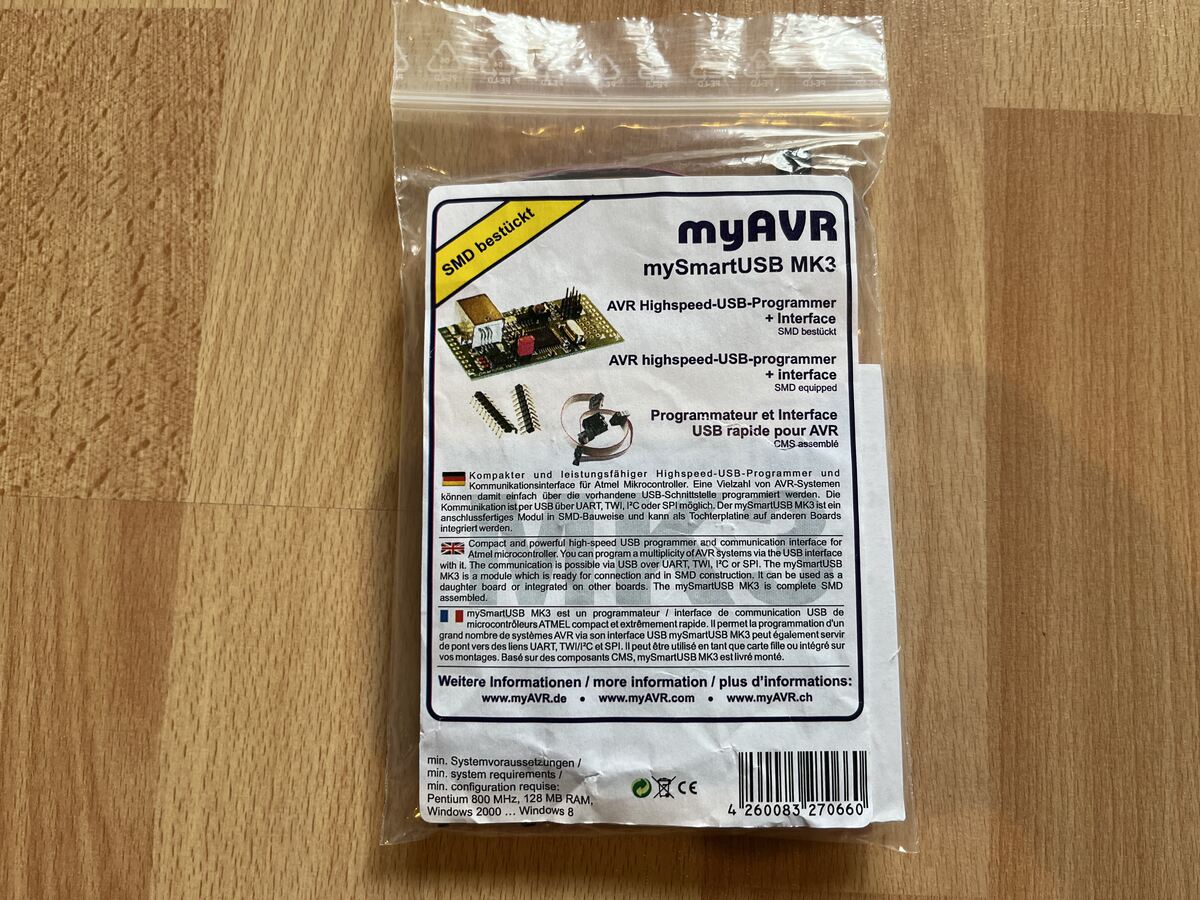 SMD bestückt
myAVR
mySmartUSB MK3
AVR Highspeed-USB-Programmer
+ Interface
SMD bestückt
AVR highspeed-USB-programmer
+ interface
SMD equipped
Programmateur et Interface
USB rapide pour AVR
CMS assemblé
Kompakter und leistungsfähiger Highspeed-USB-Programmer und
Kommunikationsinterface für Atmel Mikrocontroller. Eine Vielzahl von AVR-Systemen
können damit einfach über die vorhandene USB-Schnittstelle programmiert werden. Die
Kommunikation ist per USB über UART, TWI, I²C oder SPI möglich. Der mySmartUSB MK3 ist ein
anschlussfertiges Modul in SMD-Bauweise und kann als Tochterplatine auf anderen Boards
integriert werden.
Compact and powerful high-speed USB programmer and communication interface for
Atmel microcontroller. You can program a multiplicity of AVR systems via the USB interface
with it. The communication is possible via USB over UART, TWI, I²C or SPI. The mySmartUSB
MK3 is a module which is ready for connection and in SMD construction. It can be used as a
daughter board or integrated on other boards. The mySmartUSB MK3 is complete SMD
assembled.
mySmartUSB MK3 est un programmateur / interface de communication USB de
microcontrôleurs ATMEL compact et extrêmement rapide. Il permet la programmation d'un
grand nombre de systèmes AVR via son interface USB mySmartUSB MK3 peut également servir
de pont vers des liens UART, TWI/I²C et SPI. Il peut être utilisé en tant que carte fille ou intégré sur
vos montages. Basé sur des composants CMS, mySmartUSB MK3 est livré monté.
Weitere Informationen / more information / plus d'informations:
www.myAVR.de • www.myAVR.com • www.myAVR.ch
min. Systemvoraussetzungen /
min. system requirements /
min. configuration requise:
Pentium 800 MHz, 128 MB RAM,
Windows 2000 ... Windows 8
CE
4 260083 270660